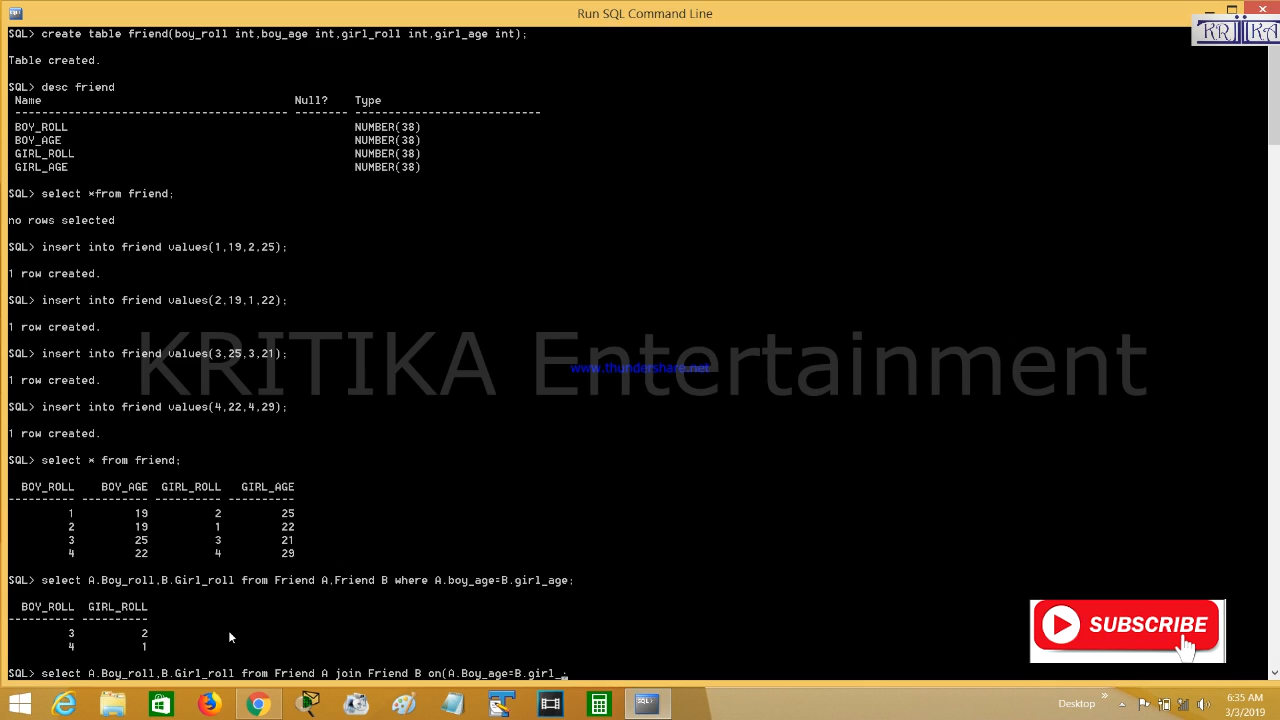 Run SQL Command Line
KRITIKA
SQL> create table friend(boy_roll int,boy_age int,girl_roll int,girl_age int);
Table created.
SQL> desc friend
Name Null? Type
----------------------------------------- -------- ----------------------------
BOY_ROLL NUMBER(38)
BOY_AGE NUMBER(38)
GIRL_ROLL NUMBER(38)
GIRL_AGE NUMBER(38)
SQL> select *from friend;
no rows selected
SQL> insert into friend values(1,19,2,25);
1 row created.
SQL> insert into friend values(2,19,1,22);
1 row created.
SQL> insert into friend values(3,25,3,21);
KRITIKA Entertainment
www.thundershare.net
1 row created.
SQL> insert into friend values(4,22,4,29);
1 row created.
SQL> select * from friend;
BOY_ROLL BOY_AGE GIRL_ROLL GIRL_AGE
---------- ---------- ---------- ----------
1 19 2 25
2 19 1 22
3 25 3 21
4 22 4 29
SQL> select A.Boy_roll,B.Girl_roll from Friend A,Friend B where A.boy_age=B.girl_age;
BOY_ROLL GIRL_ROLL
---------- ----------
3 2
4 1
SUBSCRIBE
SQL> select A.Boy_roll,B.Girl_roll from Friend A join Friend B on(A.Boy_age=B.girl_
Desktop
6:35 AM
3/3/2019